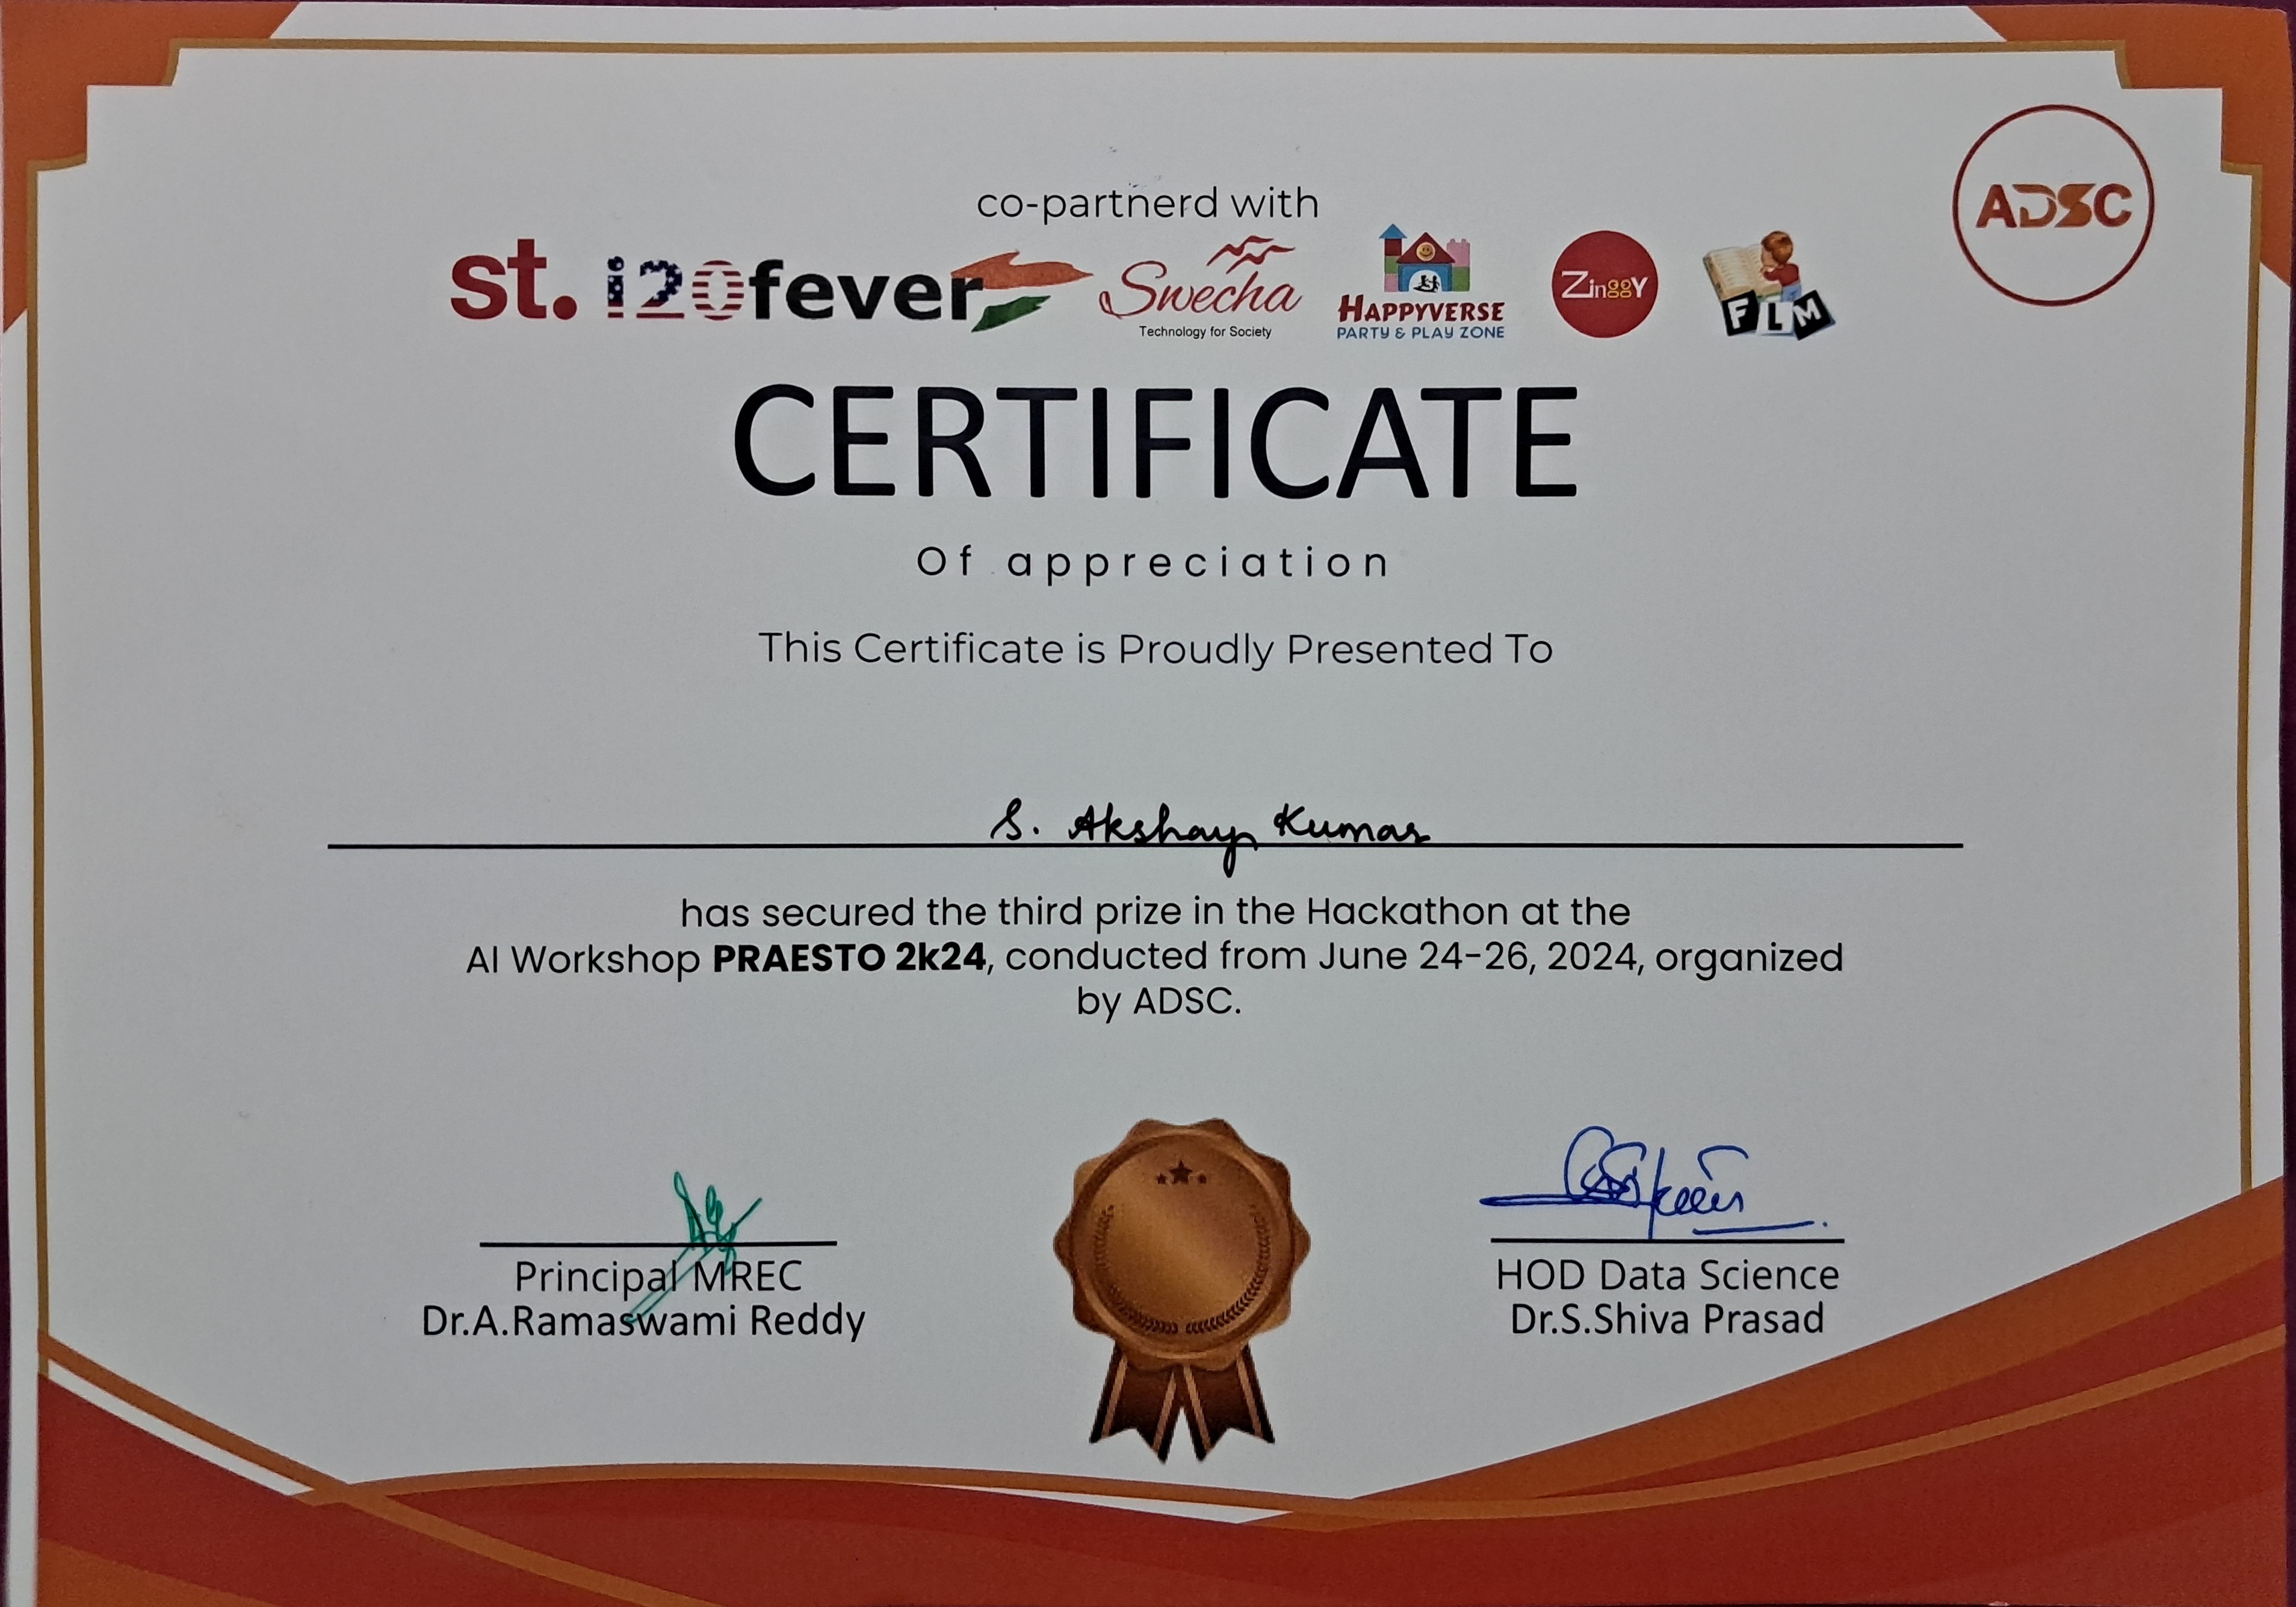 co-partnerd with
ADSC
st. i20fever Swecha HAPPYVERSE ZinggY FLM
Technology for Society PARTY & PLAY ZONE
CERTIFICATE
Of appreciation
This Certificate is Proudly Presented To
S. Akshay Kumar
has secured the third prize in the Hackathon at the
AI Workshop PRAESTO 2k24, conducted from June 24-26, 2024, organized
by ADSC.
Principal MREC
Dr.A.Ramaswami Reddy
HOD Data Science
Dr.S.Shiva Prasad